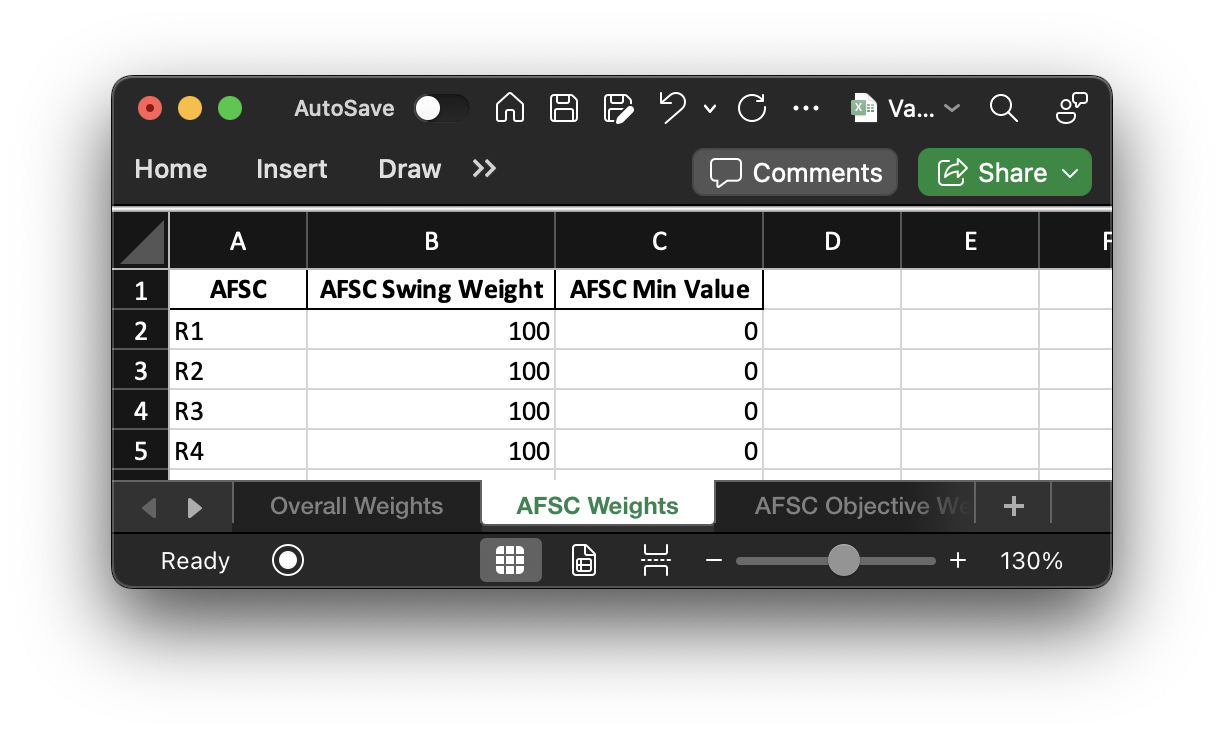 AutoSave Va...
Home Insert Draw Comments Share
A B C D E F
1 AFSC AFSC Swing Weight AFSC Min Value
2 R1 100 0
3 R2 100 0
4 R3 100 0
5 R4 100 0
Overall Weights AFSC Weights AFSC Objective We
Ready 130%